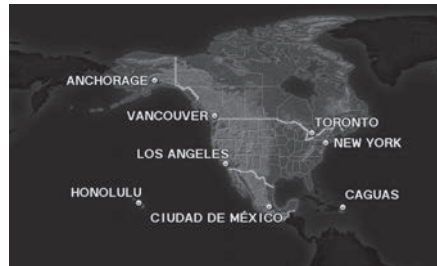 ANCHORAGE
VANCOUVER
TORONTO
NEW YORK
LOS ANGELES
HONOLULU
CAGUAS
CIUDAD DE MÉXICO